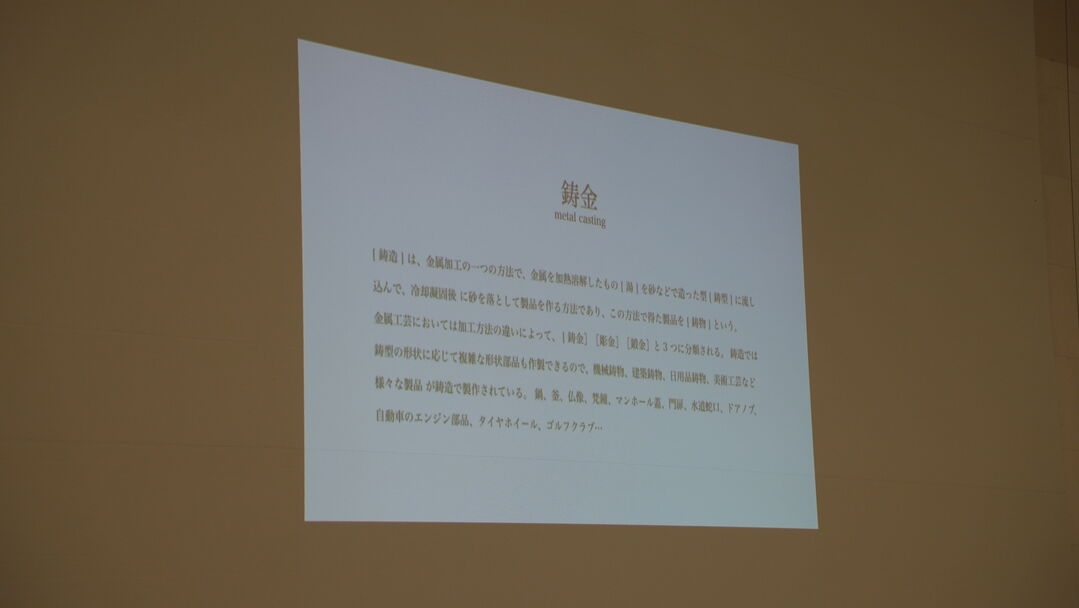 鋳金
metal casting
[ 鋳造 ] は、金属加工の一つの方法で、金属を加熱溶解したもの [ 湯 ] を砂などで造った型 [ 鋳型 ] に流し
込んで、冷却凝固後 に砂を落として製品を作る方法であり、この方法で得た製品を [ 鋳物 ] という。
金属工芸においては加工方法の違いによって、[ 鋳金 ] [彫金] [鍛金] と 3 つに分類される。 鋳造では
鋳型の形状に応じて複雑な形状部品も作製できるので、機械鋳物、建築鋳物、日用品鋳物、美術工芸など
様々な製品 が鋳造で製作されている。 鍋、釜、仏像、梵鐘、マンホール蓋、門扉、水道蛇口、ドアノブ、
自動車のエンジン部品、タイヤホイール、ゴルフクラブ…